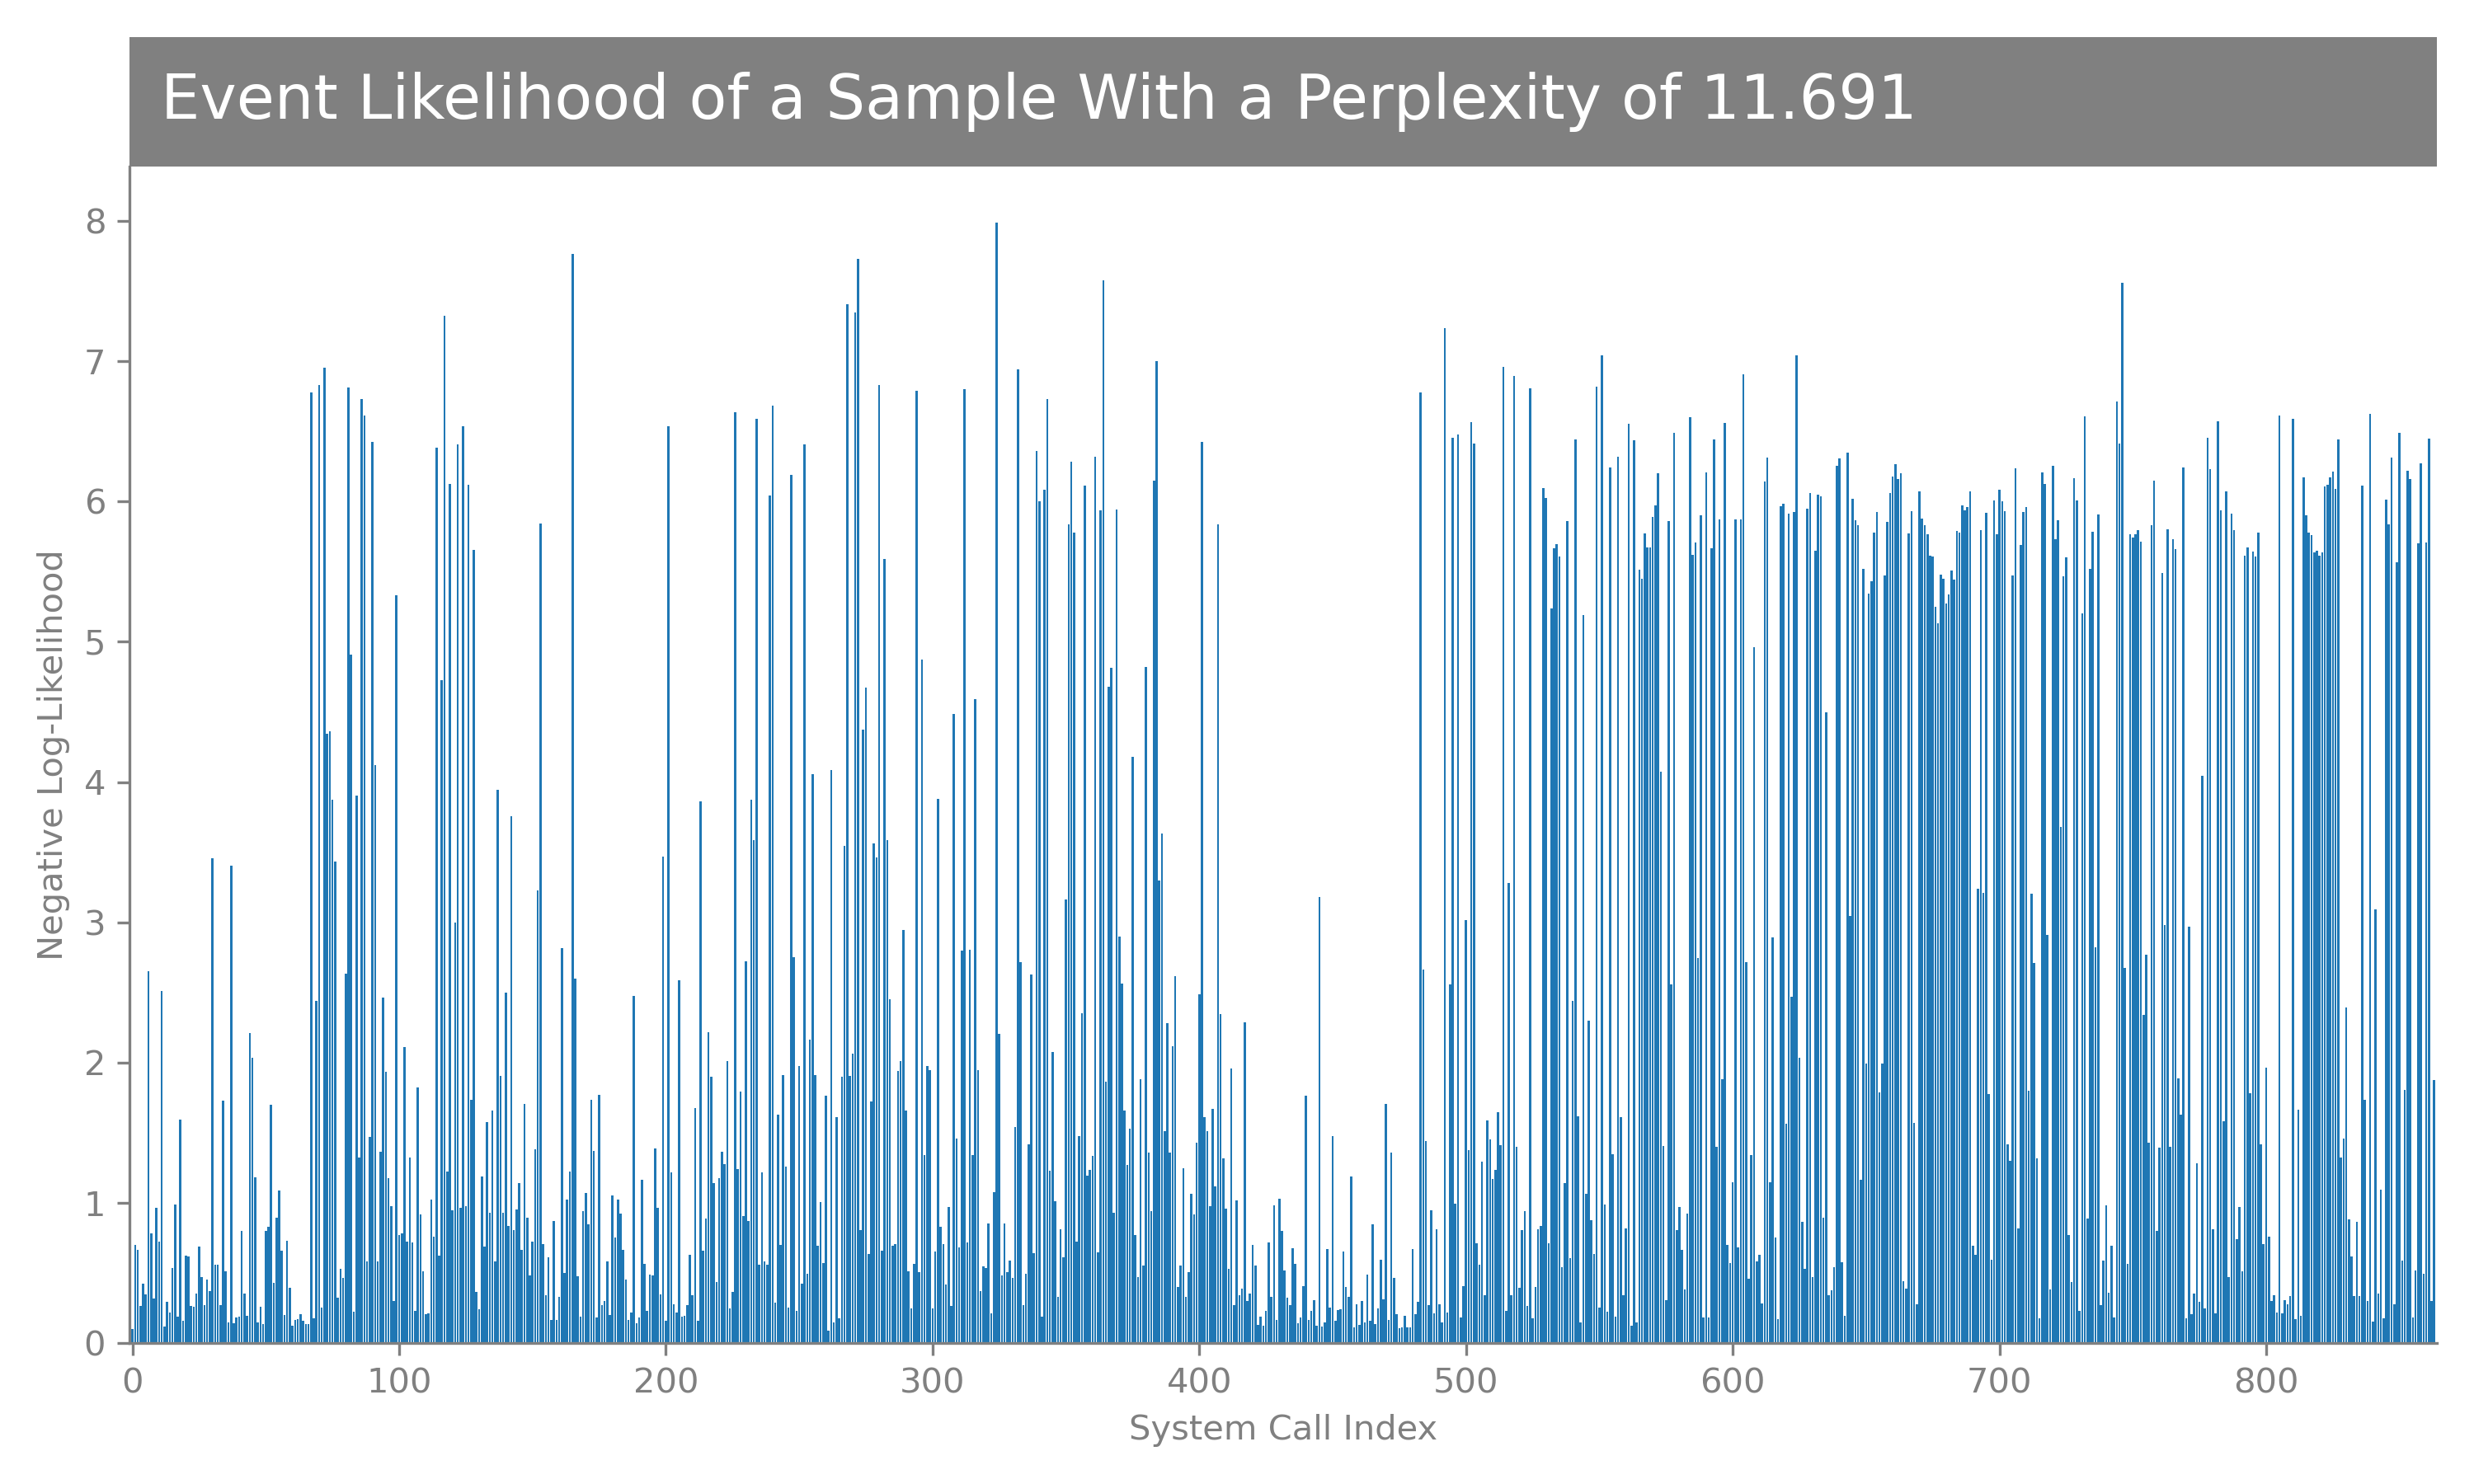 Event Likelihood of a Sample With a Perplexity of 11.691
8
7
6
5
4
3
2
1
0
Negative Log-Likelihood
0 100 200 300 400 500 600 700 800
System Call Index